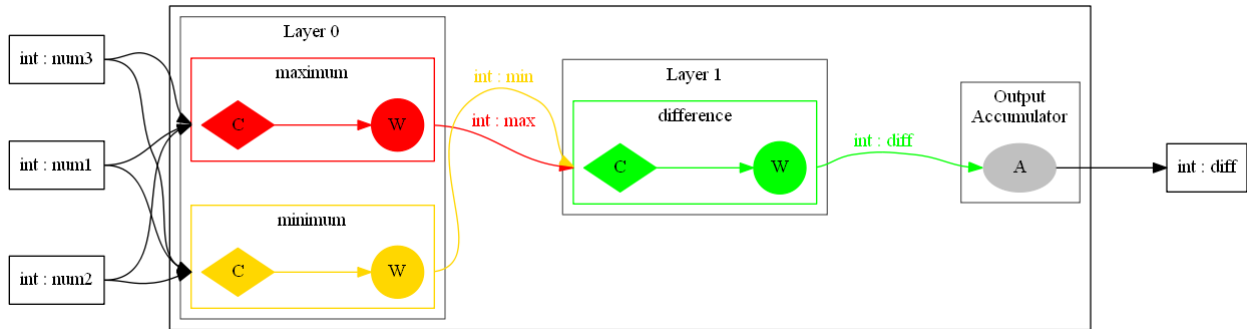 int : num3
int : num1
int : num2
Layer 0
maximum
C
W
minimum
C
W
int : min
int : max
Layer 1
difference
C
W
int : diff
Output
Accumulator
A
int : diff